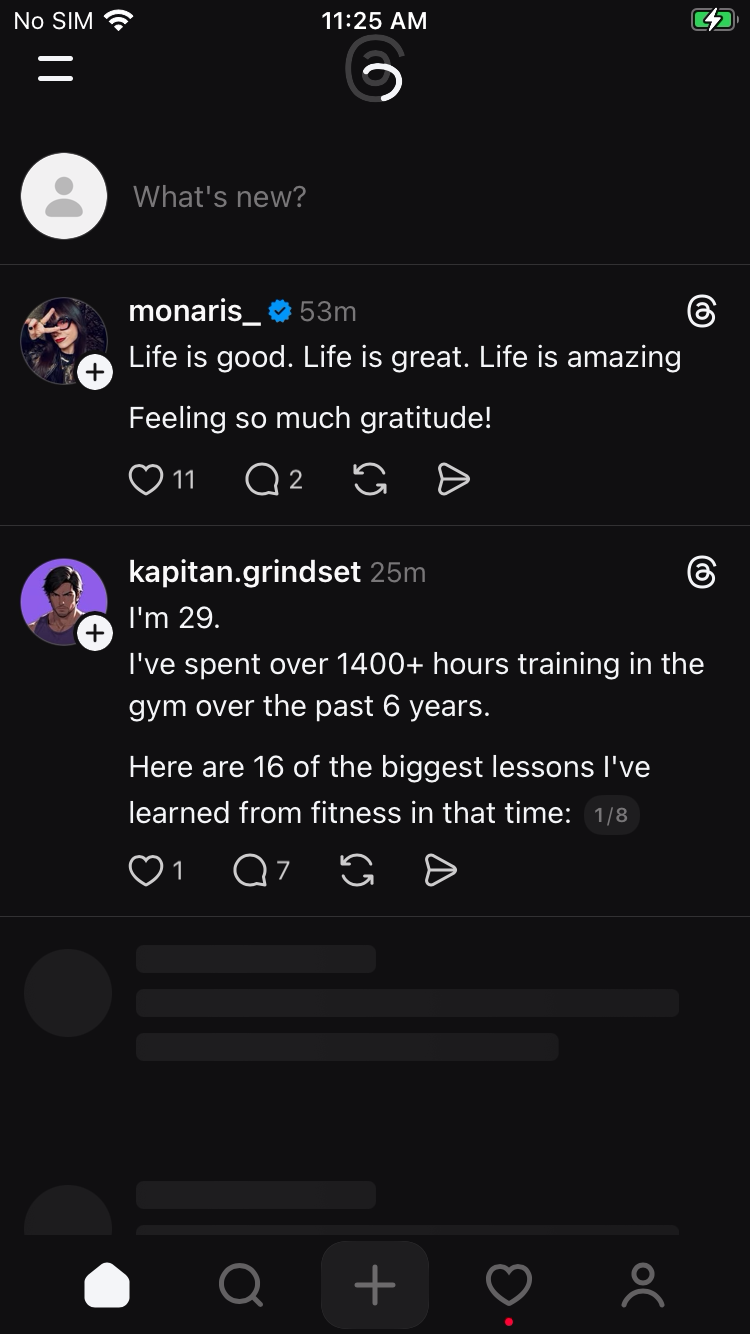 No SIM 11:25 AM
What's new?
monaris_ 53m
Life is good. Life is great. Life is amazing
Feeling so much gratitude!
11 2
kapitan.grindset 25m
I'm 29.
I've spent over 1400+ hours training in the
gym over the past 6 years.
Here are 16 of the biggest lessons I've
learned from fitness in that time: 1/8
1 7